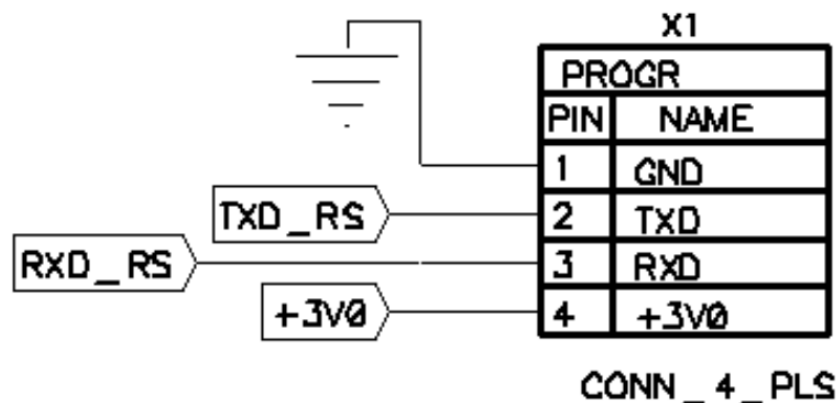 X1
PROGR
PIN NAME
1 GND
TXD_RS 2 TXD
RXD_RS 3 RXD
+3V0 4 +3V0
CONN_4_PLS